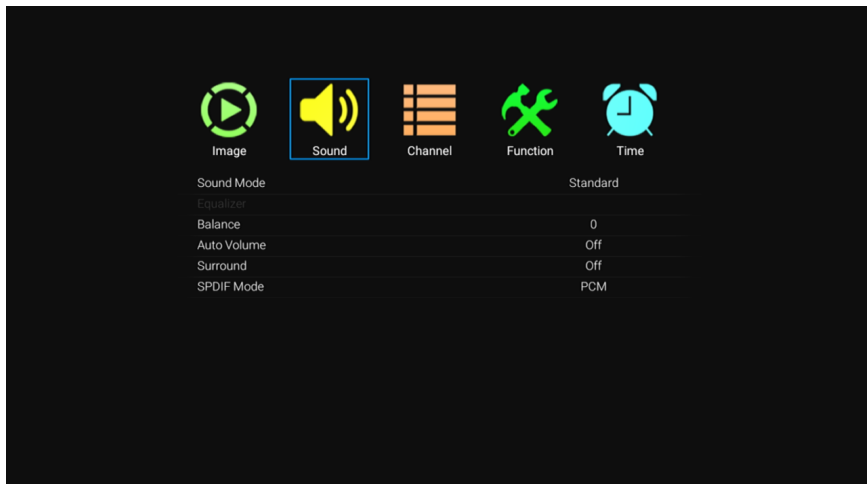 Image Sound Channel Function Time
Sound Mode Standard
Equalizer
Balance 0
Auto Volume Off
Surround Off
SPDIF Mode PCM